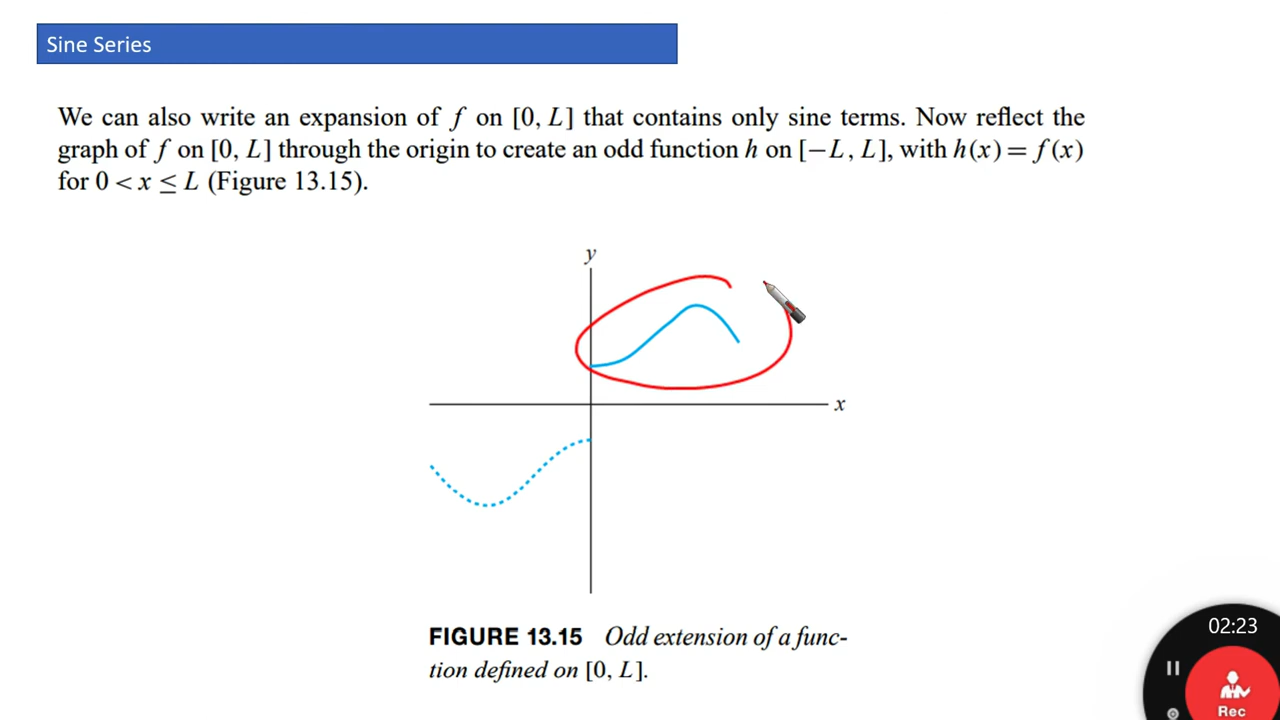 Sine Series
We can also write an expansion of f on [0, L] that contains only sine terms. Now reflect the
graph of f on [0, L] through the origin to create an odd function h on [−L, L], with h(x) = f(x)
for 0 < x ≤ L (Figure 13.15).
y
x
FIGURE 13.15 Odd extension of a func-
tion defined on [0, L].
02:23
Rec